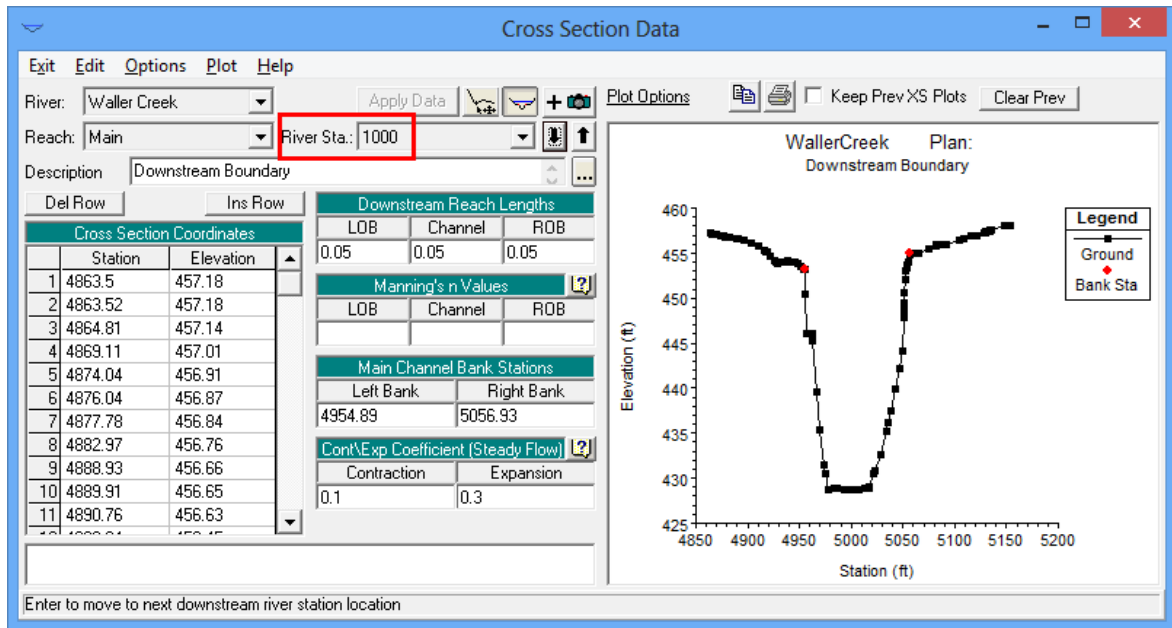 Cross Section Data
Exit Edit Options Plot Help
River: Waller Creek Apply Data Plot Options Keep Prev XS Plots Clear Prev
Reach: Main River Sta.: 1000
Description Downstream Boundary ...
Del Row Ins Row
Cross Section Coordinates
Station Elevation
1 4863.5 457.18
2 4863.52 457.18
3 4864.81 457.14
4 4869.11 457.01
5 4874.04 456.91
6 4876.04 456.87
7 4877.78 456.84
8 4882.97 456.76
9 4888.93 456.66
10 4889.91 456.65
11 4890.76 456.63
Downstream Reach Lengths
LOB Channel ROB
0.05 0.05 0.05
Manning's n Values
LOB Channel ROB
Main Channel Bank Stations
Left Bank Right Bank
4954.89 5056.93
Cont\Exp Coefficient (Steady Flow)
Contraction Expansion
0.1 0.3
WallerCreek Plan:
Downstream Boundary
Elevation (ft)
460
455
450
445
440
435
430
425
4850 4900 4950 5000 5050 5100 5150 5200
Station (ft)
Legend
Ground
Bank Sta
Enter to move to next downstream river station location